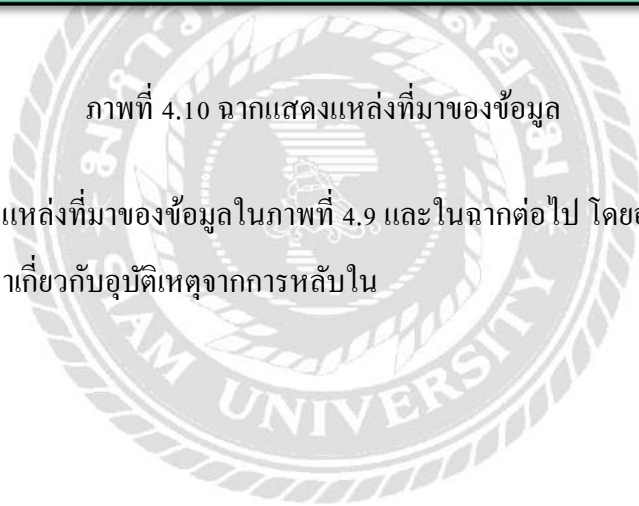 ภาพที่ 4.10 ฉากแสดงแหล่งที่มาของข้อมูล
แหล่งที่มาของข้อมูลในภาพที่ 4.9 และในฉากต่อไป โดย
าเกี่ยวกับอุบัติเหตุจากการหลับใน
SIAM UNIVERSITY